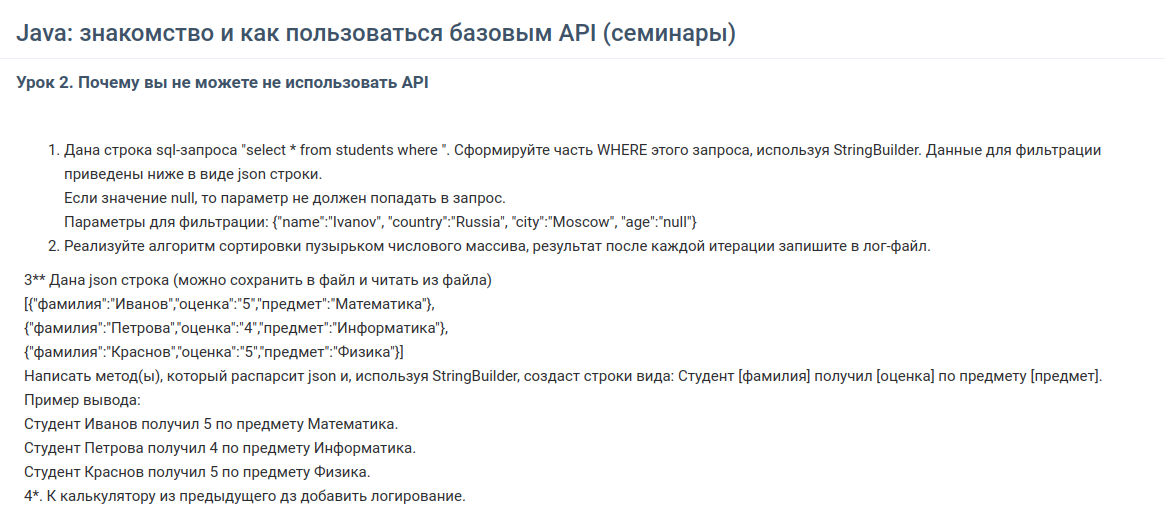 Java: знакомство и как пользоваться базовым API (семинары)
Урок 2. Почему вы не можете не использовать API
1. Дана строка sql-запроса "select * from students where ". Сформируйте часть WHERE этого запроса, используя StringBuilder. Данные для фильтрации
приведены ниже в виде json строки.
Если значение null, то параметр не должен попадать в запрос.
Параметры для фильтрации: {"name":"Ivanov", "country":"Russia", "city":"Moscow", "age":"null"}
2. Реализуйте алгоритм сортировки пузырьком числового массива, результат после каждой итерации запишите в лог-файл.
3** Дана json строка (можно сохранить в файл и читать из файла)
[{"фамилия":"Иванов","оценка":"5","предмет":"Математика"},
{"фамилия":"Петрова","оценка":"4","предмет":"Информатика"},
{"фамилия":"Краснов","оценка":"5","предмет":"Физика"}]
Написать метод(ы), который распарсит json и, используя StringBuilder, создаст строки вида: Студент [фамилия] получил [оценка] по предмету [предмет].
Пример вывода:
Студент Иванов получил 5 по предмету Математика.
Студент Петрова получил 4 по предмету Информатика.
Студент Краснов получил 5 по предмету Физика.
4*. К калькулятору из предыдущего дз добавить логирование.